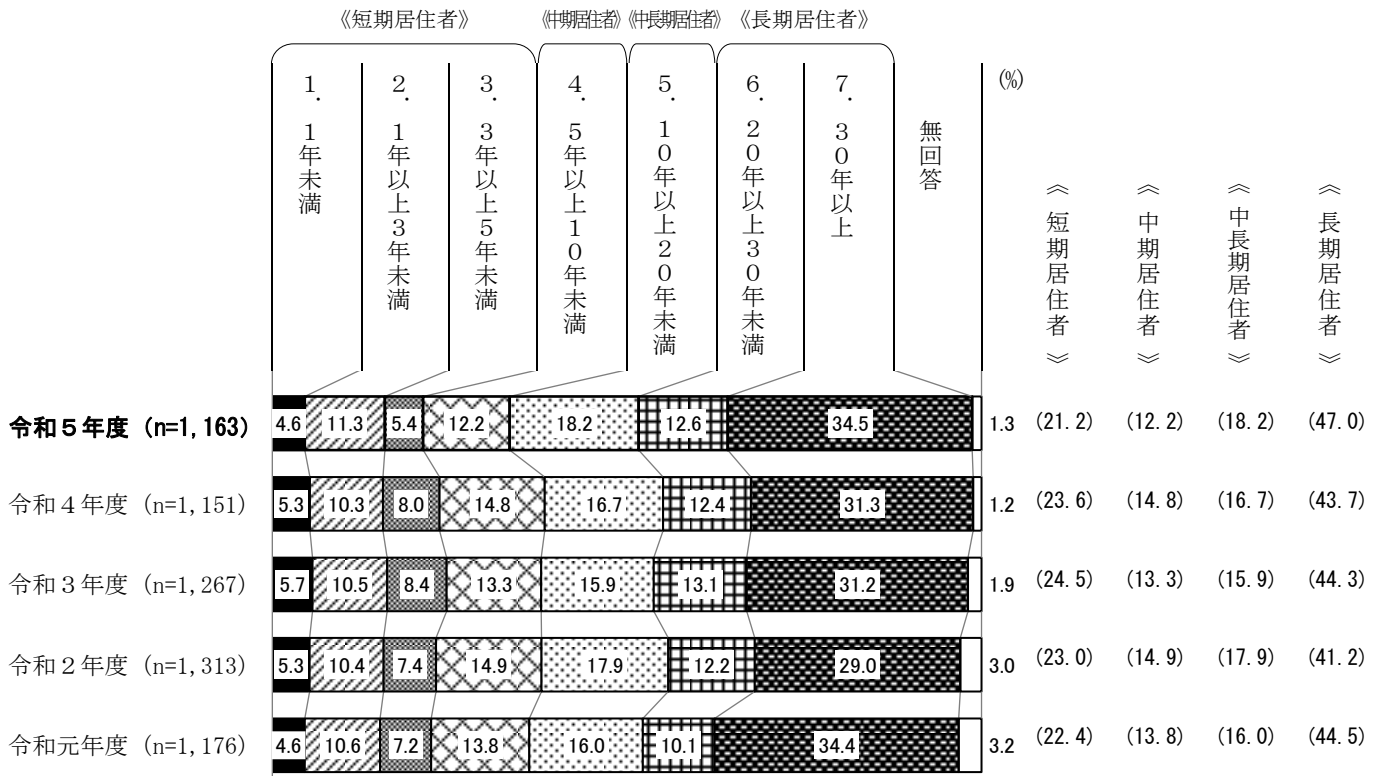 《短期居住者》 《中期居住者》 《中長期居住者》 《長期居住者》
(%)
1．1年未満
2．1年以上3年未満
3．3年以上5年未満
4．5年以上10年未満
5．10年以上20年未満
6．20年以上30年未満
7．30年以上
無回答
《短期居住者》
《中期居住者》
《中長期居住者》
《長期居住者》
令和５年度 (n=1,163) 4.6 11.3 5.4 12.2 18.2 12.6 34.5 1.3 (21.2) (12.2) (18.2) (47.0)
令和４年度 (n=1,151) 5.3 10.3 8.0 14.8 16.7 12.4 31.3 1.2 (23.6) (14.8) (16.7) (43.7)
令和３年度 (n=1,267) 5.7 10.5 8.4 13.3 15.9 13.1 31.2 1.9 (24.5) (13.3) (15.9) (44.3)
令和２年度 (n=1,313) 5.3 10.4 7.4 14.9 17.9 12.2 29.0 3.0 (23.0) (14.9) (17.9) (41.2)
令和元年度 (n=1,176) 4.6 10.6 7.2 13.8 16.0 10.1 34.4 3.2 (22.4) (13.8) (16.0) (44.5)